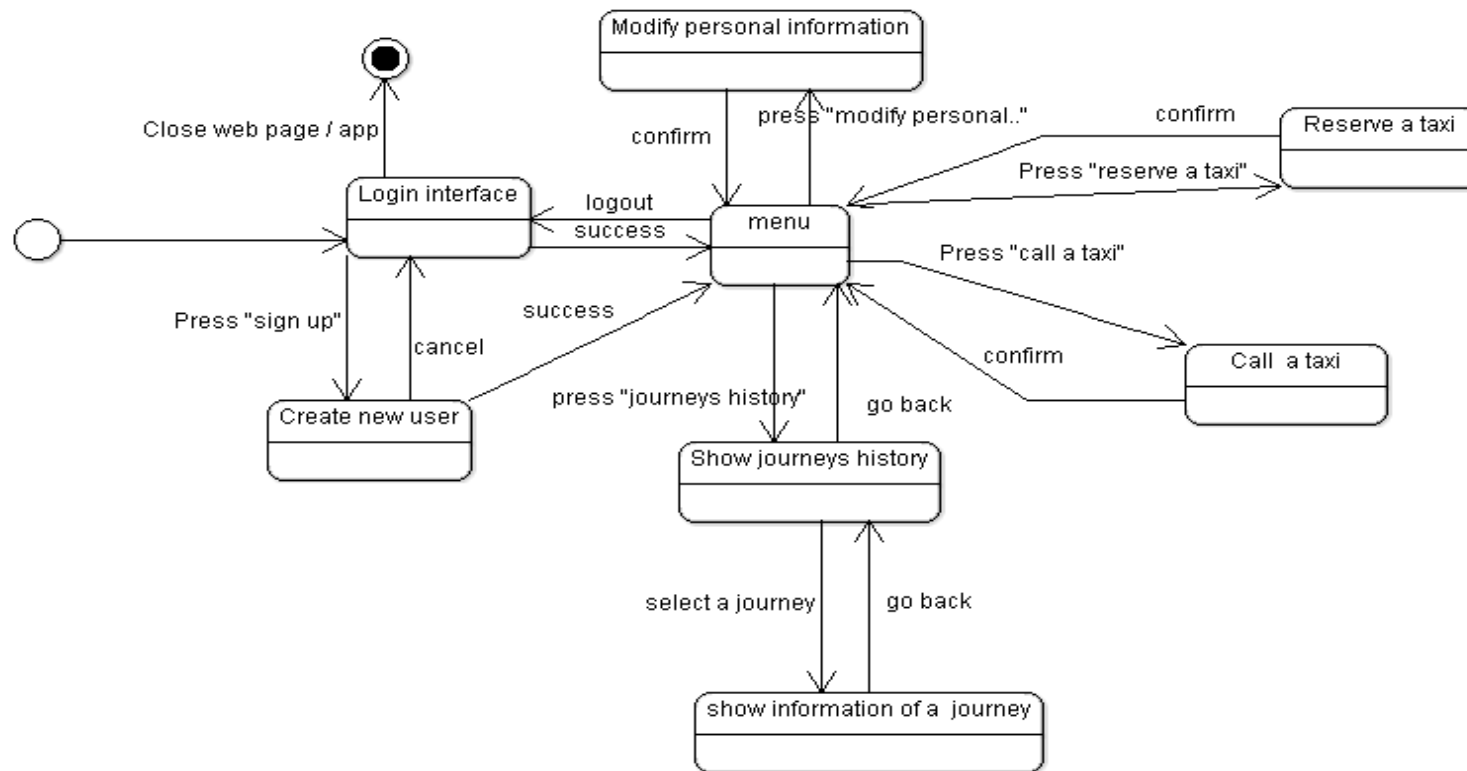 Modify personal information
Close web page / app
confirm
press "modify personal.."
confirm
Reserve a taxi
Press "reserve a taxi"
Login interface
logout
success
menu
Press "call a taxi"
Press "sign up"
cancel
success
confirm
Call  a taxi
press "journeys history"
go back
Create new user
Show journeys history
select a journey
go back
show information of a  journey